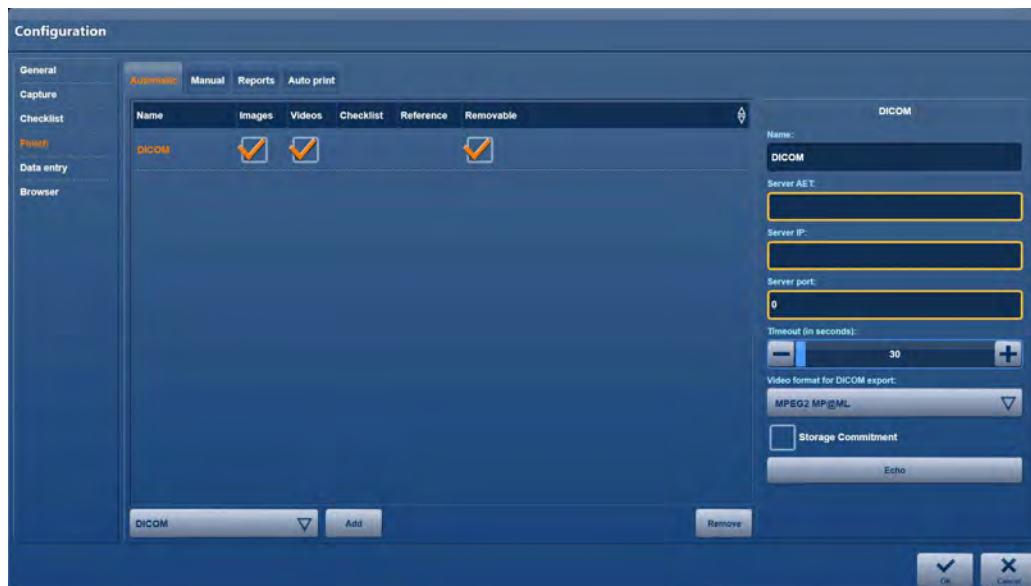 Configuration
General
Capture
Checklist
Finish
Data entry
Browser
Automatic Manual Reports Auto print
Name Images Videos Checklist Reference Removable
DICOM
DICOM Add Remove
DICOM
Name:
DICOM
Server AET:
Server IP:
Server port:
0
Timeout (in seconds):
30
Video format for DICOM export:
MPEG2 MP@ML
Storage Commitment
Echo
OK Cancel